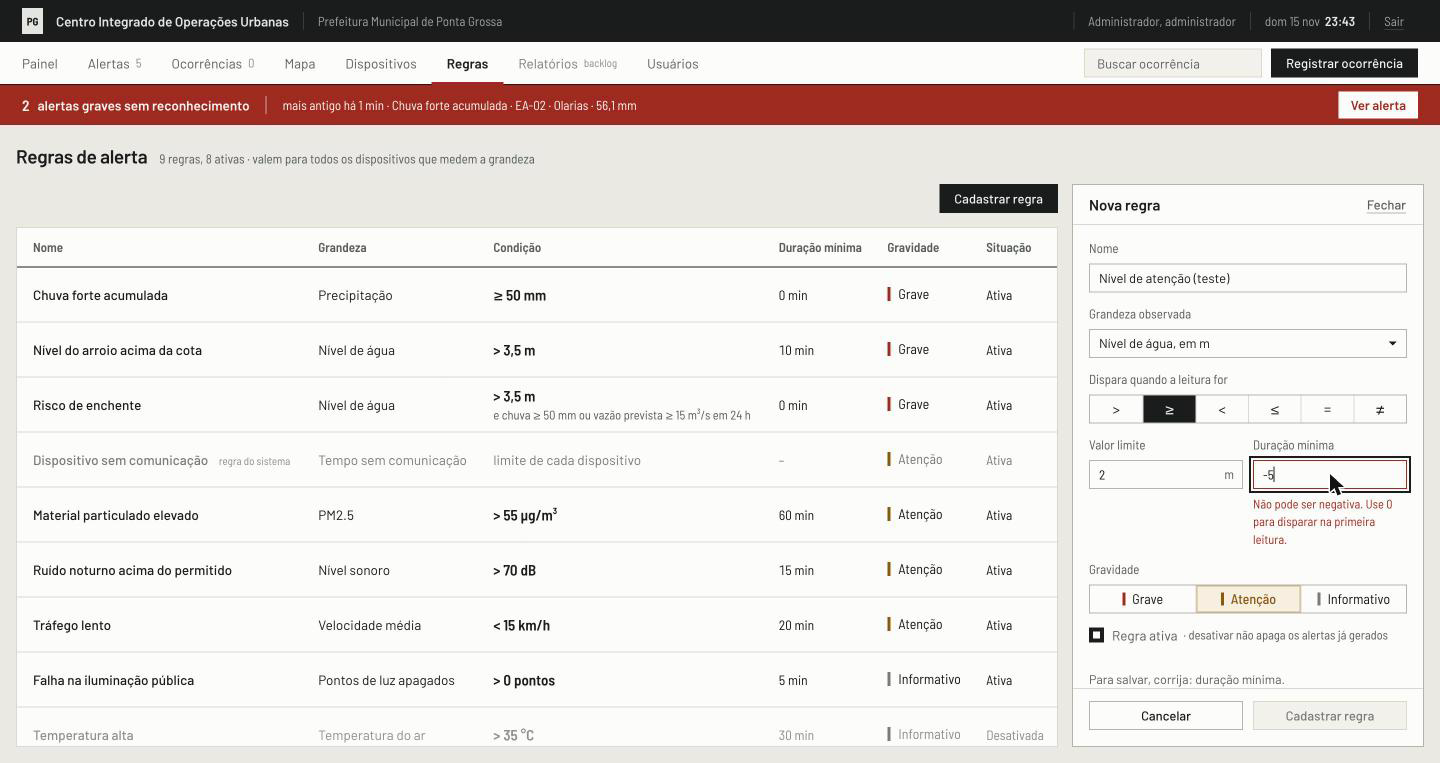 PG Centro Integrado de Operações Urbanas Prefeitura Municipal de Ponta Grossa Administrador, administrador dom 15 nov 23:43 Sair
Painel Alertas 5 Ocorrências 0 Mapa Dispositivos Regras Relatórios backlog Usuários Buscar ocorrência Registrar ocorrência
2 alertas graves sem reconhecimento mais antigo há 1 min · Chuva forte acumulada · EA-02 · Olarias · 56,1 mm Ver alerta
Regras de alerta 9 regras, 8 ativas · valem para todos os dispositivos que medem a grandeza
Cadastrar regra
Nome Grandeza Condição Duração mínima Gravidade Situação
Chuva forte acumulada Precipitação ≥ 50 mm 0 min Grave Ativa
Nível do arroio acima da cota Nível de água > 3,5 m 10 min Grave Ativa
Risco de enchente Nível de água > 3,5 m 0 min Grave Ativa
e chuva ≥ 50 mm ou vazão prevista ≥ 15 m³/s em 24 h
Dispositivo sem comunicação regra do sistema Tempo sem comunicação limite de cada dispositivo – Atenção Ativa
Material particulado elevado PM2.5 > 55 µg/m³ 60 min Atenção Ativa
Ruído noturno acima do permitido Nível sonoro > 70 dB 15 min Atenção Ativa
Tráfego lento Velocidade média < 15 km/h 20 min Atenção Ativa
Falha na iluminação pública Pontos de luz apagados > 0 pontos 5 min Informativo Ativa
Temperatura alta Temperatura do ar > 35 °C 30 min Informativo Desativada
Nova regra Fechar
Nome
Nível de atenção (teste)
Grandeza observada
Nível de água, em m
Dispara quando a leitura for
> ≥ < ≤ = ≠
Valor limite Duração mínima
2 m -5
Não pode ser negativa. Use 0
para disparar na primeira
leitura.
Gravidade
Grave Atenção Informativo
Regra ativa · desativar não apaga os alertas já gerados
Para salvar, corrija: duração mínima.
Cancelar Cadastrar regra